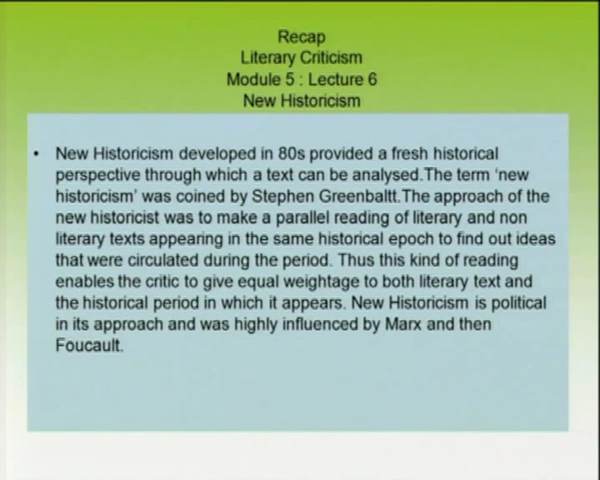 Recap
Literary Criticism
Module 5 : Lecture 6
New Historicism
• New Historicism developed in 80s provided a fresh historical
perspective through which a text can be analysed.The term ‘new
historicism’ was coined by Stephen Greenbaltt.The approach of the
new historicist was to make a parallel reading of literary and non
literary texts appearing in the same historical epoch to find out ideas
that were circulated during the period. Thus this kind of reading
enables the critic to give equal weightage to both literary text and
the historical period in which it appears. New Historicism is political
in its approach and was highly influenced by Marx and then
Foucault.